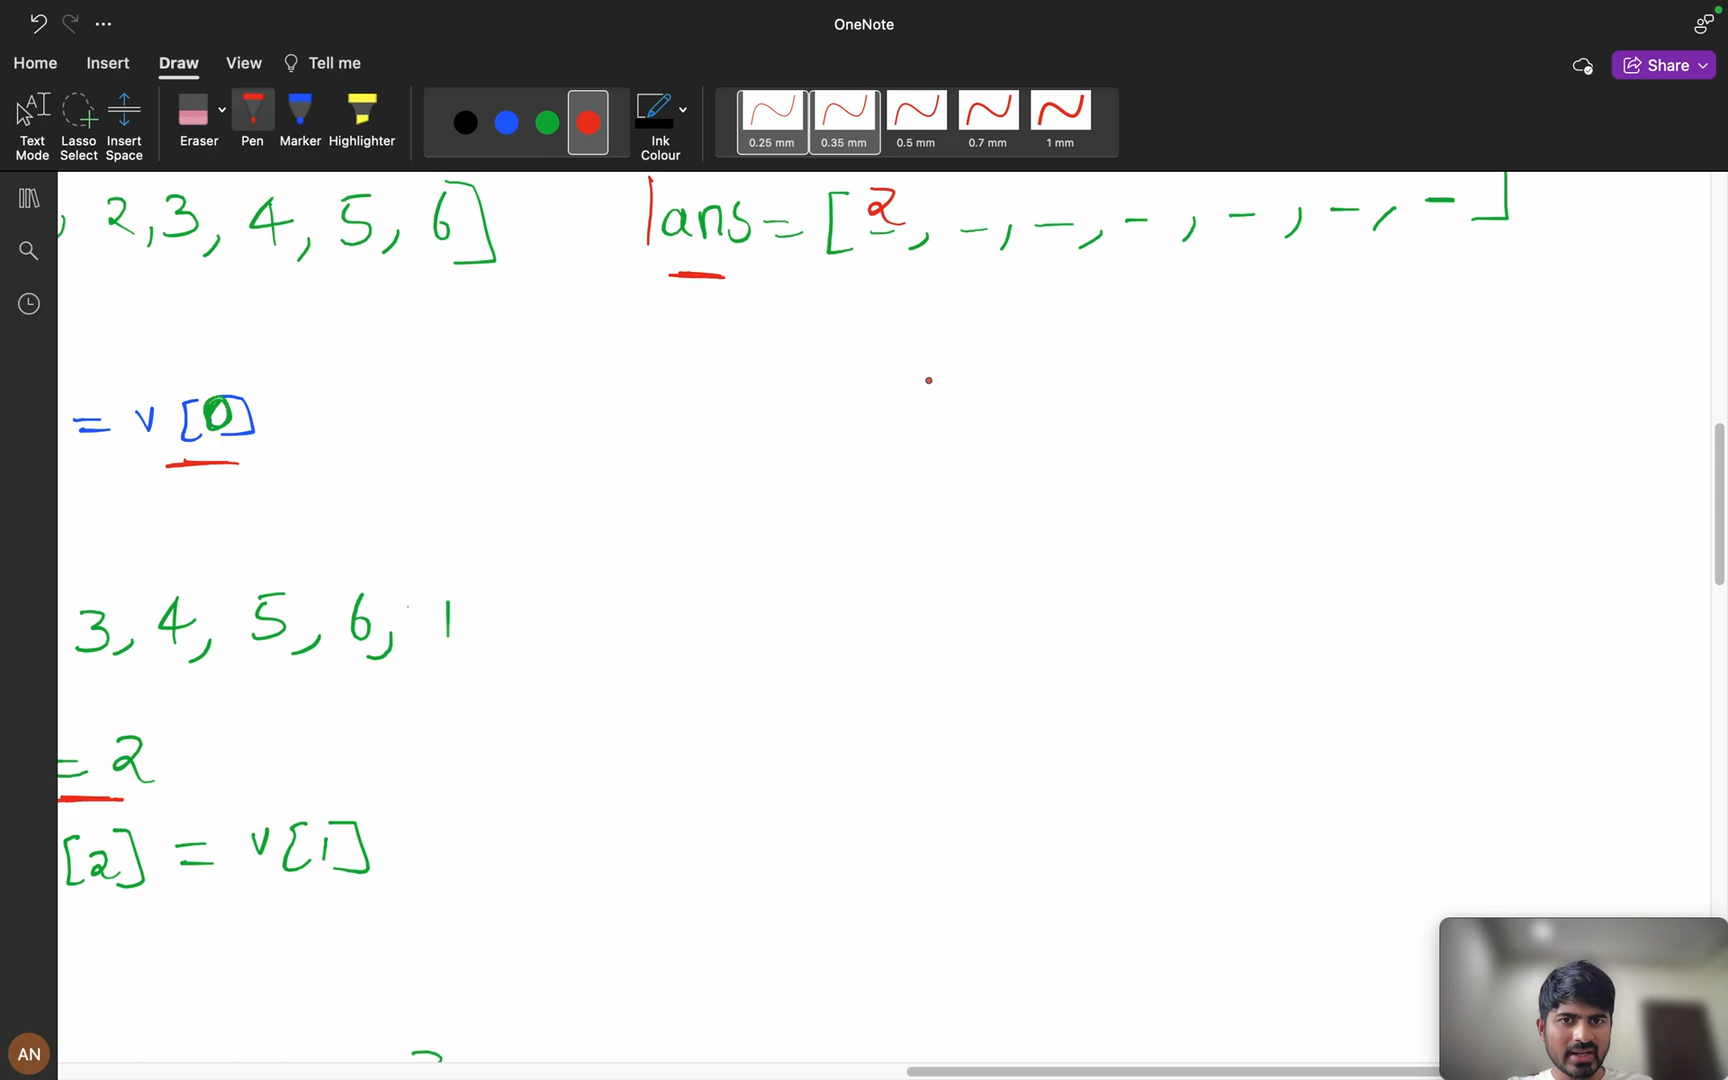 OneNote
Home Insert Draw View Tell me
Share
Text Mode
Lasso Select
Insert Space
Eraser
Pen
Marker
Highlighter
Ink Colour
0.25 mm
0.35 mm
0.5 mm
0.7 mm
1 mm
, 2,3, 4, 5, 6]
ans = [2, _, _, _, _, _, _]
= v[0]
3, 4, 5, 6, 1
= 2
[2] = v[1]
AN